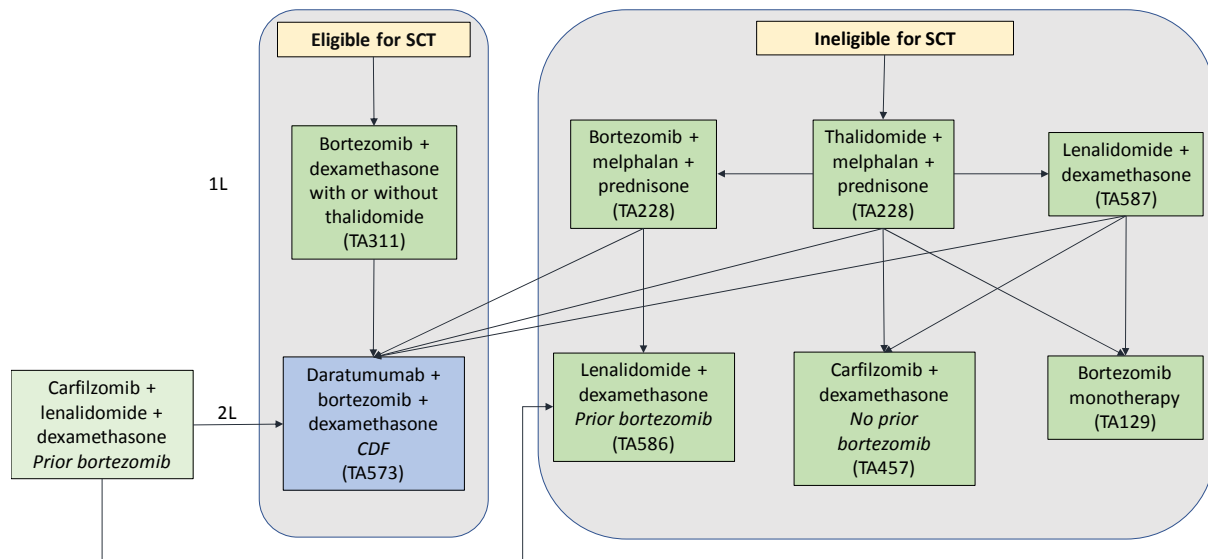 Eligible for SCT
Ineligible for SCT
1L
Bortezomib +
dexamethasone
with or without
thalidomide
(TA311)
Bortezomib +
melphalan +
prednisone
(TA228)
Thalidomide +
melphalan +
prednisone
(TA228)
Lenalidomide +
dexamethasone
(TA587)
Carfilzomib +
lenalidomide +
dexamethasone
Prior bortezomib
2L
Daratumumab +
bortezomib +
dexamethasone
CDF
(TA573)
Lenalidomide +
dexamethasone
Prior bortezomib
(TA586)
Carfilzomib +
dexamethasone
No prior
bortezomib
(TA457)
Bortezomib
monotherapy
(TA129)